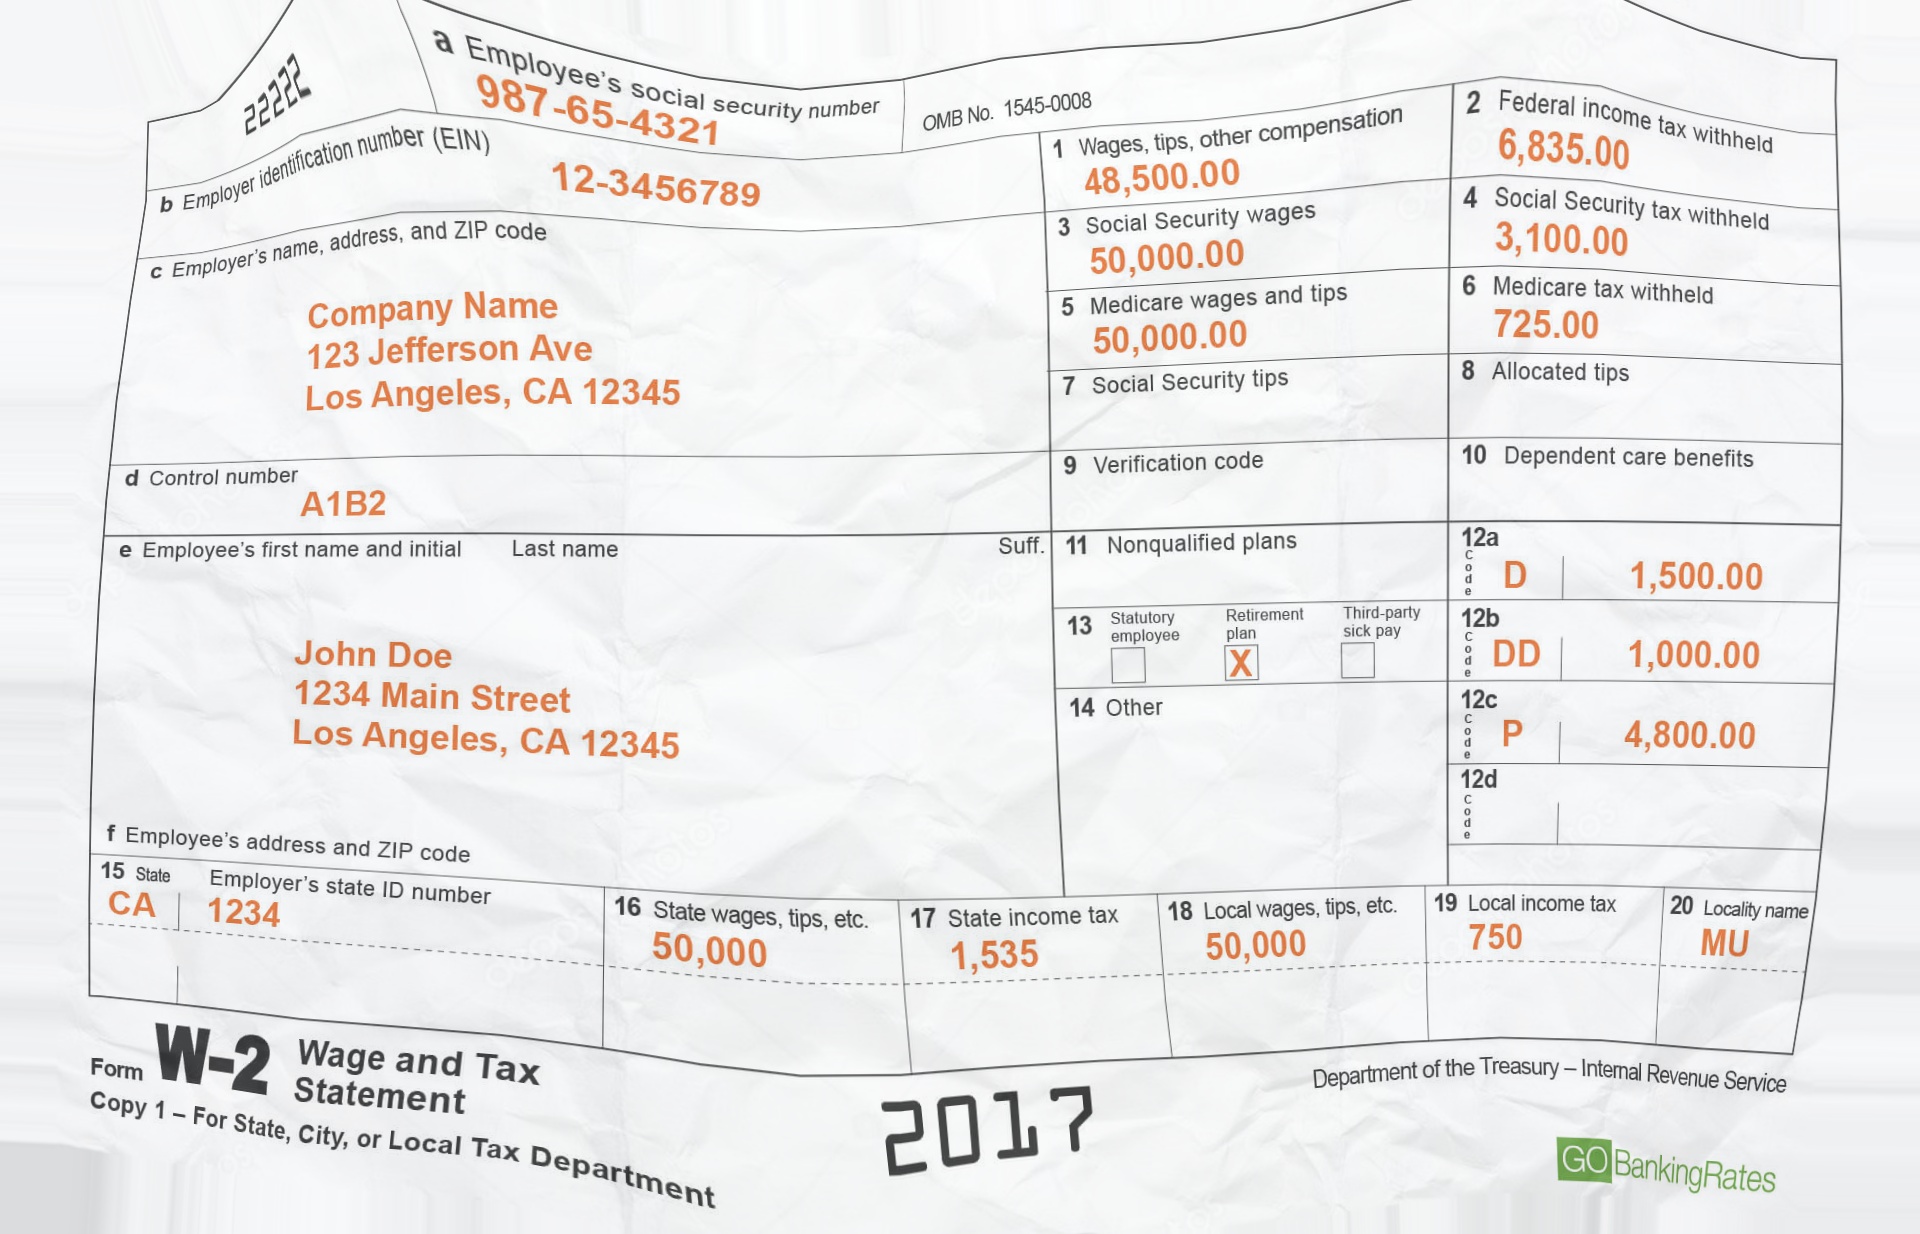 22222
a Employee's social security number
987-65-4321
OMB No. 1545-0008
b Employer identification number (EIN)
12-3456789
1 Wages, tips, other compensation
48,500.00
2 Federal income tax withheld
6,835.00
c Employer's name, address, and ZIP code
Company Name
123 Jefferson Ave
Los Angeles, CA 12345
3 Social Security wages
50,000.00
4 Social Security tax withheld
3,100.00
5 Medicare wages and tips
50,000.00
6 Medicare tax withheld
725.00
7 Social Security tips
8 Allocated tips
d Control number
A1B2
9 Verification code
10 Dependent care benefits
e Employee's first name and initial Last name Suff.
John Doe
1234 Main Street
Los Angeles, CA 12345
f Employee's address and ZIP code
11 Nonqualified plans
12a
Code D 1,500.00
13 Statutory employee Retirement plan Third-party sick pay
X
12b
Code DD 1,000.00
14 Other
12c
Code P 4,800.00
12d
Code
15 State Employer's state ID number
CA 1234
16 State wages, tips, etc.
50,000
17 State income tax
1,535
18 Local wages, tips, etc.
50,000
19 Local income tax
750
20 Locality name
MU
Form W-2 Wage and Tax
Statement
Copy 1 – For State, City, or Local Tax Department
2017
Department of the Treasury – Internal Revenue Service
GOBankingRates